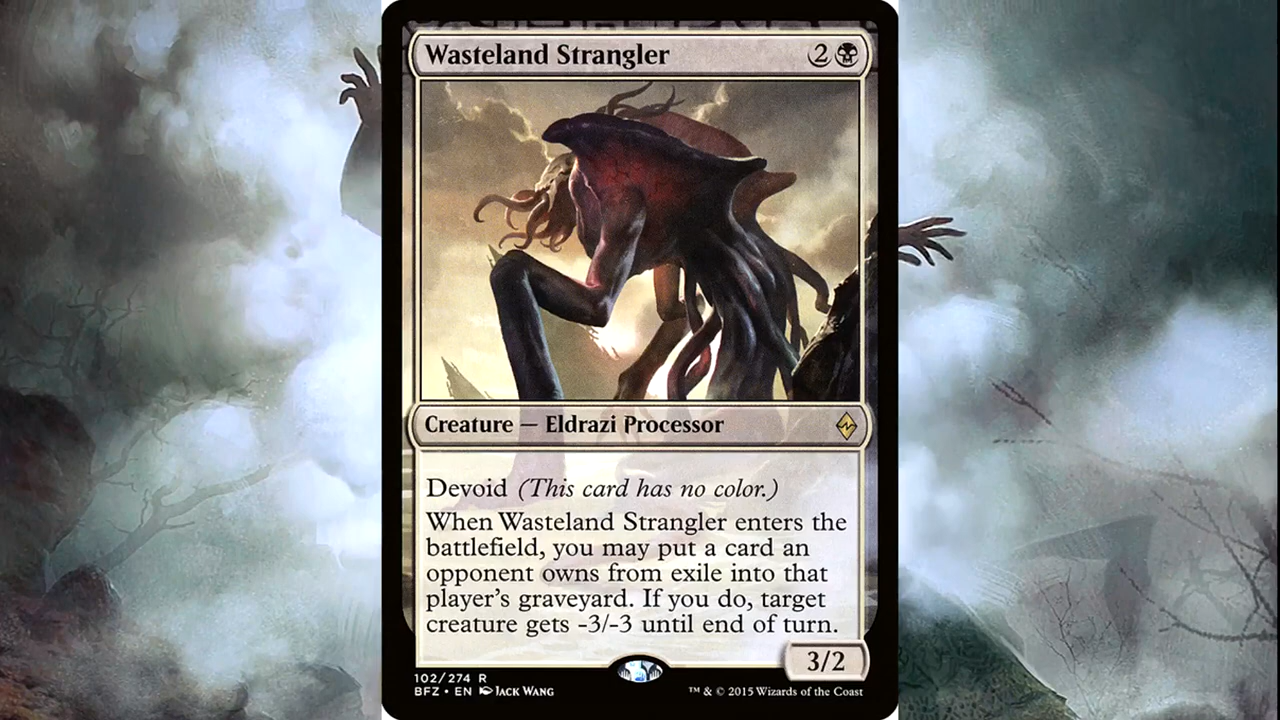 Wasteland Strangler 2
Creature — Eldrazi Processor
Devoid (This card has no color.)
When Wasteland Strangler enters the
battlefield, you may put a card an
opponent owns from exile into that
player's graveyard. If you do, target
creature gets -3/-3 until end of turn.
3/2
102/274 R
BFZ • EN Jack Wang
™ & © 2015 Wizards of the Coast